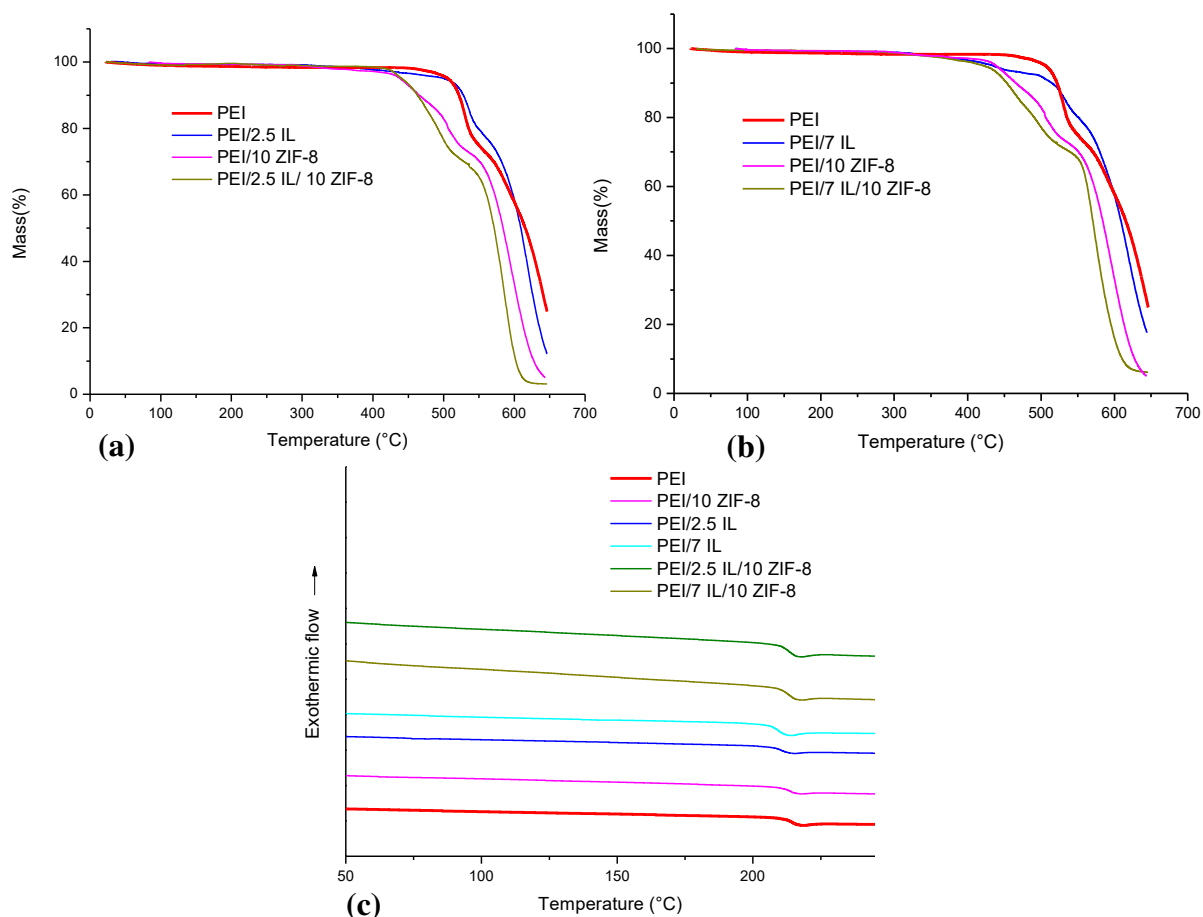 Mass(%)
100
80
60
40
20
0
PEI
PEI/2.5 IL
PEI/10 ZIF-8
PEI/2.5 IL/ 10 ZIF-8
0 100 200 300 400 500 600 700
Temperature (°C)
(a)
Mass(%)
100
80
60
40
20
0
PEI
PEI/7 IL
PEI/10 ZIF-8
PEI/7 IL/10 ZIF-8
0 100 200 300 400 500 600 700
Temperature (°C)
(b)
Exothermic flow
PEI
PEI/10 ZIF-8
PEI/2.5 IL
PEI/7 IL
PEI/2.5 IL/10 ZIF-8
PEI/7 IL/10 ZIF-8
50 100 150 200
Temperature (°C)
(c)